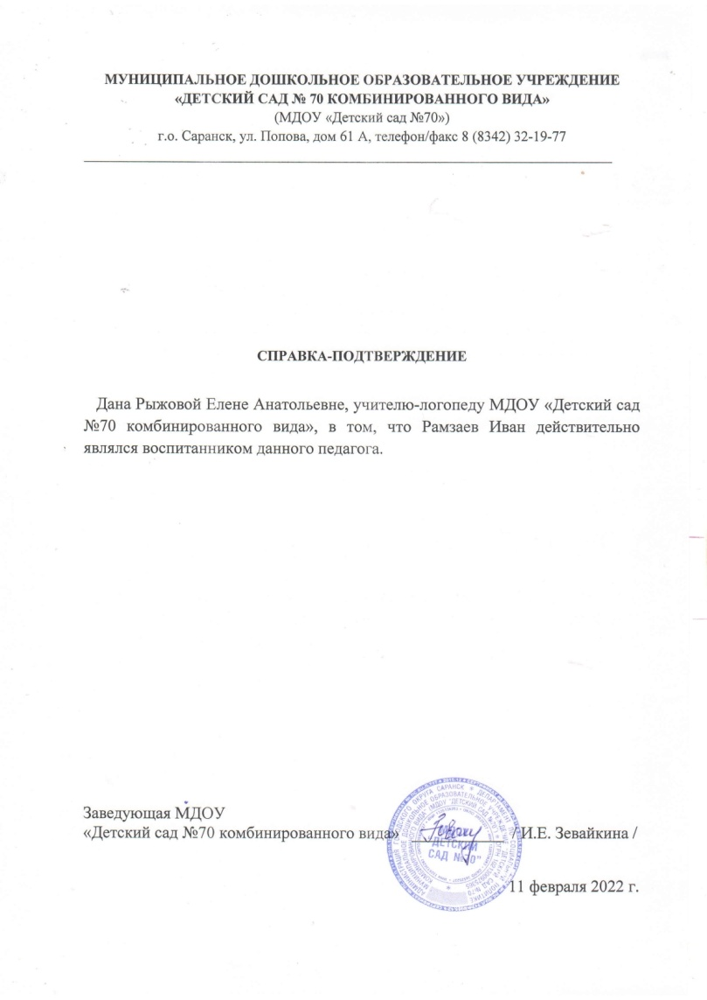 МУНИЦИПАЛЬНОЕ ДОШКОЛЬНОЕ ОБРАЗОВАТЕЛЬНОЕ УЧРЕЖДЕНИЕ
«ДЕТСКИЙ САД № 70 КОМБИНИРОВАННОГО ВИДА»
(МДОУ «Детский сад №70»)
г.о. Саранск, ул. Попова, дом 61 А, телефон/факс 8 (8342) 32-19-77
СПРАВКА-ПОДТВЕРЖДЕНИЕ
Дана Рыжовой Елене Анатольевне, учителю-логопеду МДОУ «Детский сад
№70 комбинированного вида», в том, что Рамзаев Иван действительно
являлся воспитанником данного педагога.
Заведующая МДОУ
«Детский сад №70 комбинированного вида» / И.Е. Зевайкина /
"ДЕТСКИЙ
САД №70"
11 февраля 2022 г.